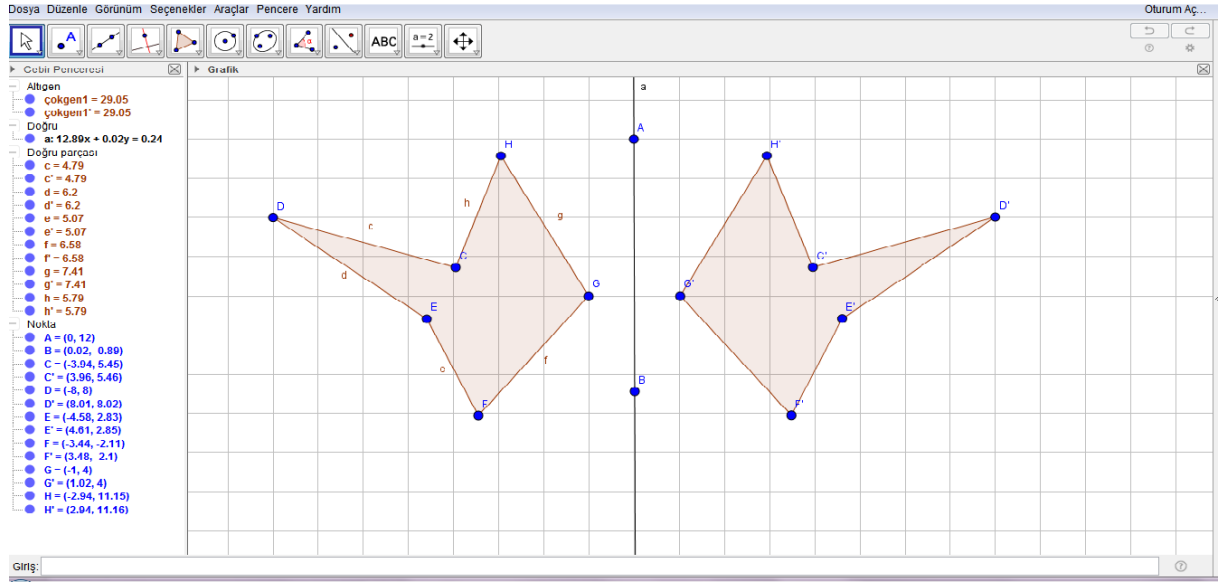 Dosya Düzenle Görünüm Seçenekler Araçlar Pencere Yardım
Oturum Aç...
ABC
a=2
Cebir Penceresi
Grafik
Altıgen
çokgen1 = 29.05
çokgen1' = 29.05
Doğru
a: 12.89x + 0.02y = 0.24
Doğru parçası
c = 4.79
c' = 4.79
d = 6.2
d' = 6.2
e = 5.07
e' = 5.07
f = 6.58
f' = 6.58
g = 7.41
g' = 7.41
h = 5.79
h' = 5.79
Nokta
A = (0, 12)
B = (0.02, 0.89)
C = (-3.94, 5.45)
C' = (3.96, 5.46)
D = (-8, 8)
D' = (8.01, 8.02)
E = (-4.58, 2.83)
E' = (4.61, 2.85)
F = (-3.44, -2.11)
F' = (3.48, 2.1)
G = (-1, 4)
G' = (1.02, 4)
H = (-2.94, 11.15)
H' = (2.94, 11.16)
a
A
H
H'
D
h
g
D'
c
C
C'
d
G
G'
E
E'
f
e
B
F
F'
Giriş: